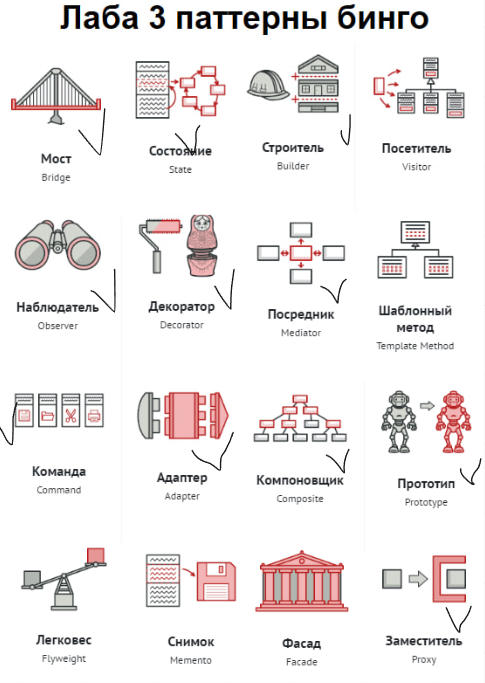 Лаба 3 паттерны бинго
Мост
Bridge
Состояние
State
Строитель
Builder
Посетитель
Visitor
Наблюдатель
Observer
Декоратор
Decorator
Посредник
Mediator
Шаблонный
метод
Template Method
Команда
Command
Адаптер
Adapter
Компоновщик
Composite
Прототип
Prototype
Легковес
Flyweight
Снимок
Memento
Фасад
Facade
Заместитель
Proxy